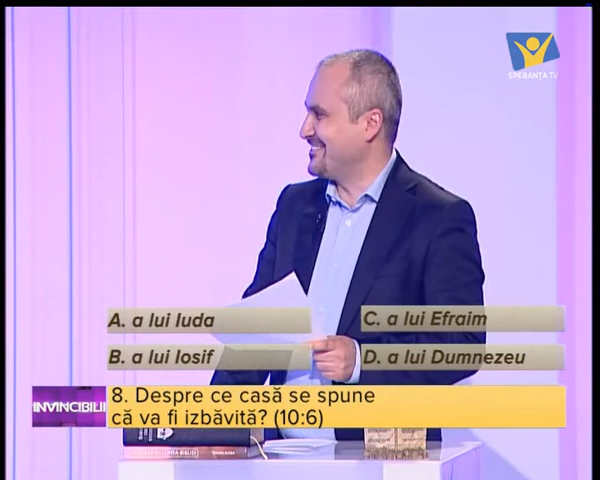 SPERANȚA TV
A. a lui Iuda
C. a lui Efraim
B. a lui Iosif
D. a lui Dumnezeu
INVINCIBILII
8. Despre ce casă se spune
că va fi izbăvită? (10:6)